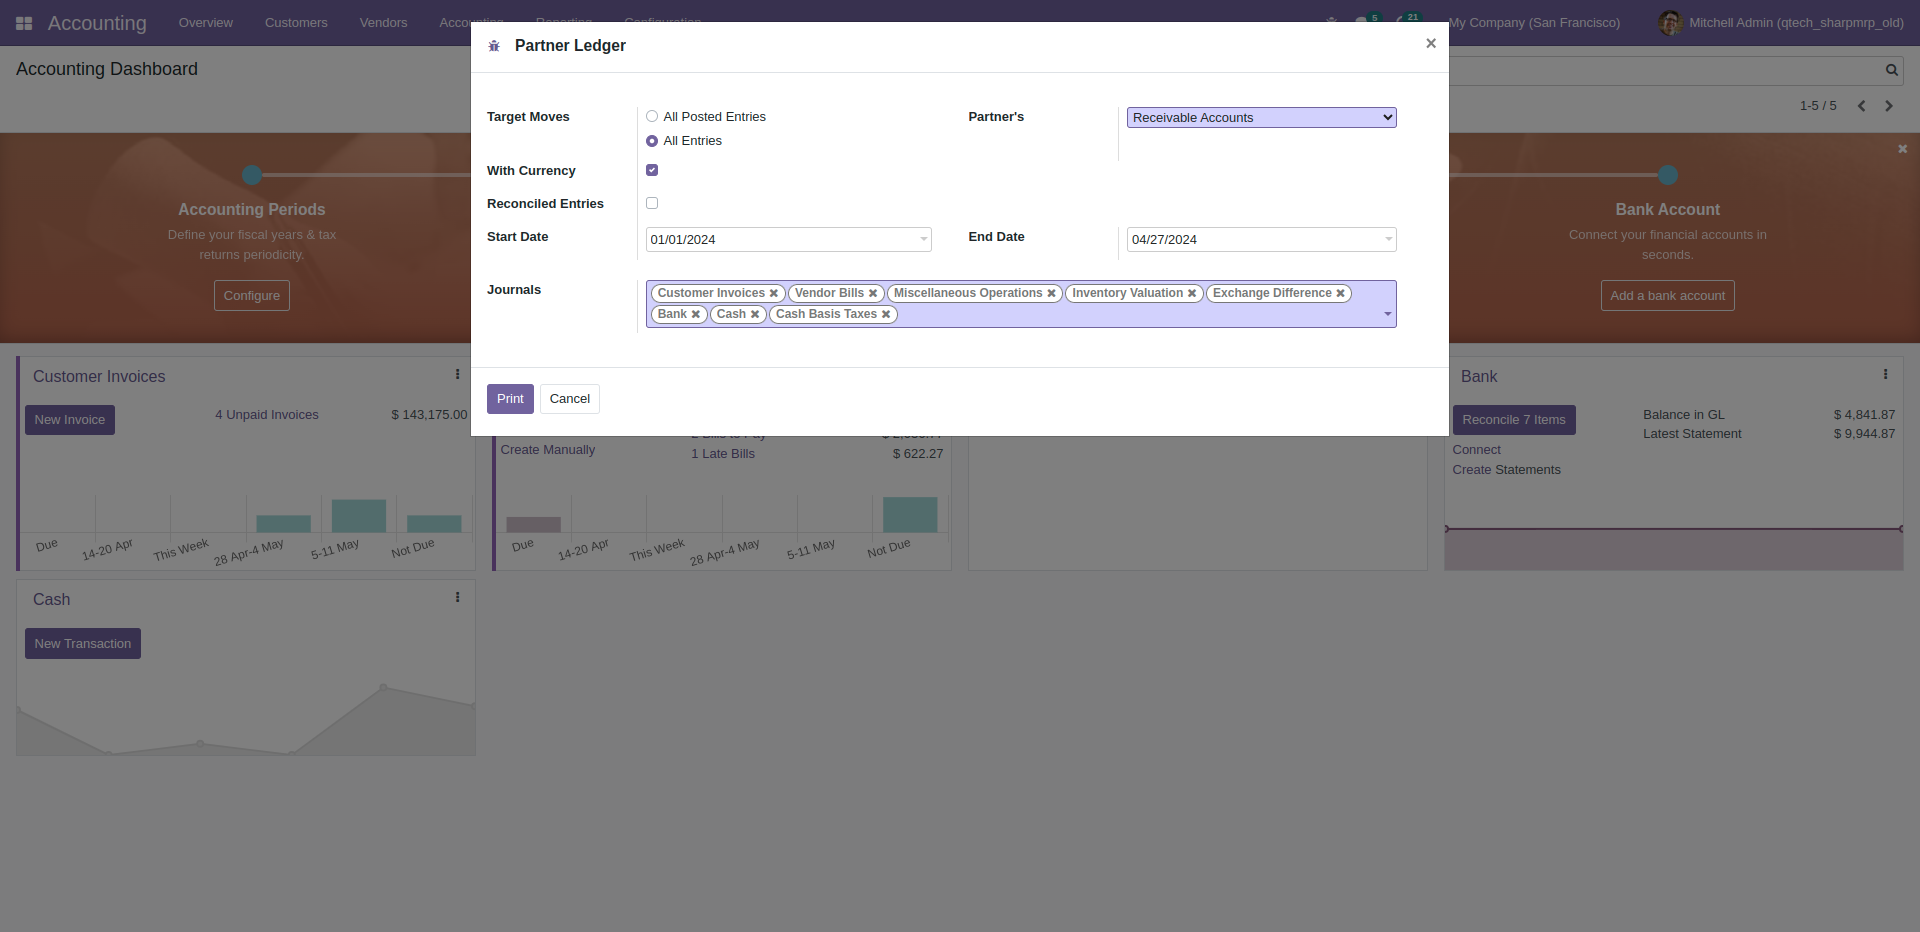 Accounting
Overview
Customers
Vendors
5
21
My Company (San Francisco)
Mitchell Admin (qtech_sharpmrp_old)
Accounting Dashboard
1-5 / 5
Partner Ledger
×
Target Moves
All Posted Entries
All Entries
Partner's
Receivable Accounts
With Currency
Reconciled Entries
Start Date
01/01/2024
End Date
04/27/2024
Journals
Customer Invoices ✖ Vendor Bills ✖ Miscellaneous Operations ✖ Inventory Valuation ✖ Exchange Difference ✖
Bank ✖ Cash ✖ Cash Basis Taxes ✖
Print
Cancel
Accounting Periods
Define your fiscal years & tax
returns periodicity.
Configure
Bank Account
Connect your financial accounts in
seconds.
Add a bank account
Customer Invoices
New Invoice
4 Unpaid Invoices
$ 143,175.00
Due
14-20 Apr
This Week
28 Apr-4 May
5-11 May
Not Due
Create Manually
1 Late Bills
$ 622.27
Due
14-20 Apr
This Week
28 Apr-4 May
5-11 May
Not Due
Bank
Reconcile 7 Items
Connect
Create Statements
Balance in GL
$ 4,841.87
Latest Statement
$ 9,944.87
Cash
New Transaction